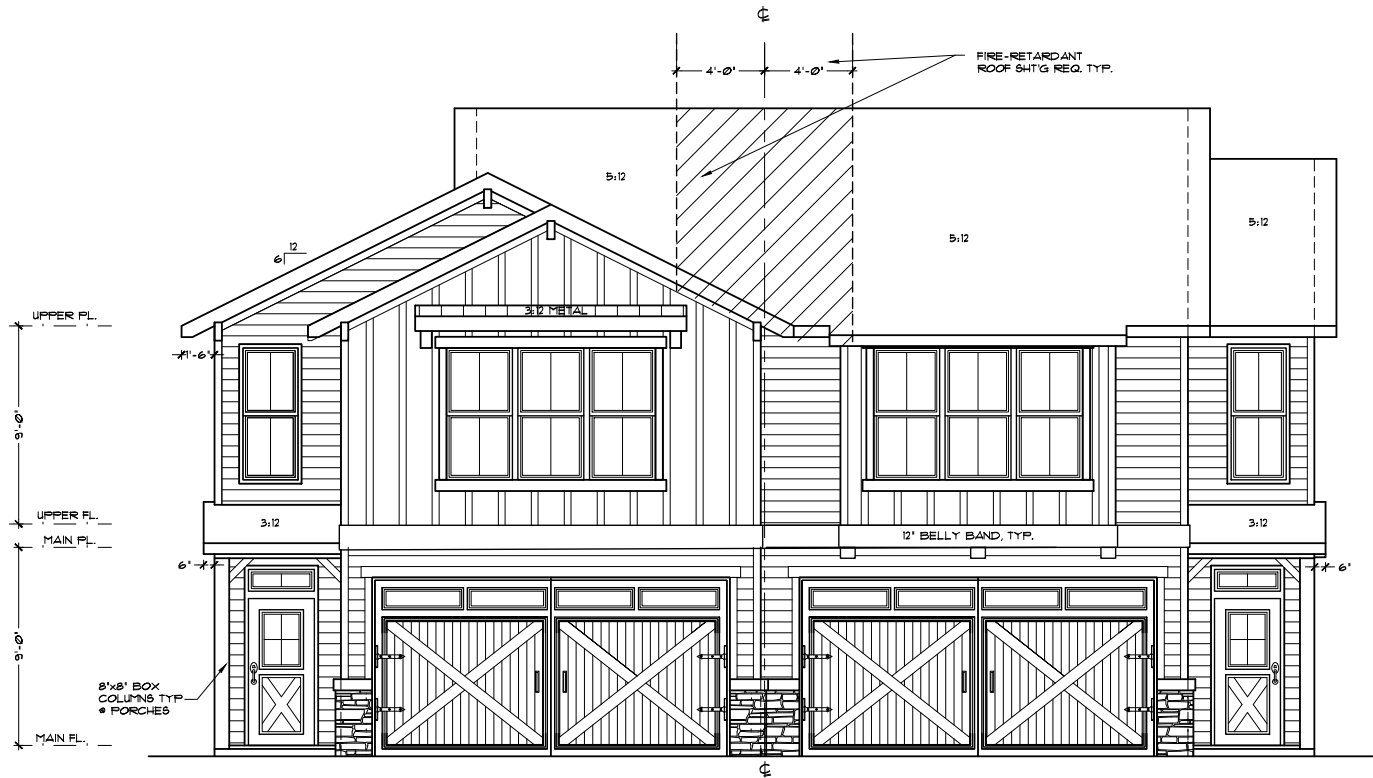 ℄
FIRE-RETARDANT
ROOF SHT'G REQ. TYP.
4'-0" 4'-0"
5:12
5:12
5:12
12
6
3:12 METAL
UPPER PL.
1'-6"
9'-0"
UPPER FL.
3:12
3:12
MAIN PL.
12" BELLY BAND, TYP.
6"
6"
9'-0"
8"x8" BOX
COLUMNS TYP
@ PORCHES
MAIN FL.
℄